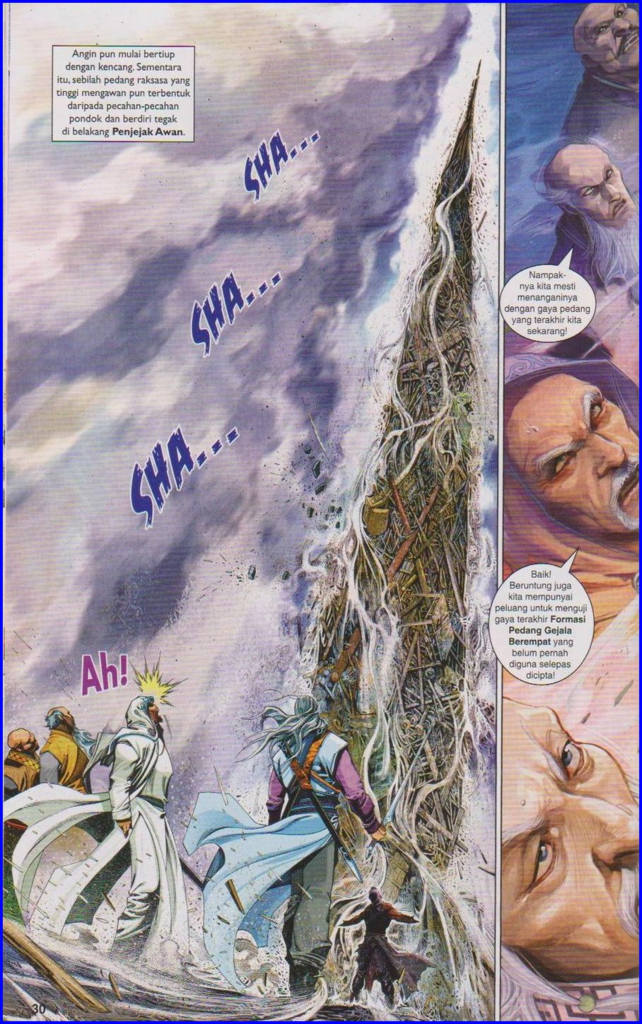 Angin pun mulai bertiup
dengan kencang. Sementara
itu, sebilah pedang raksasa yang
tinggi mengawan pun terbentuk
daripada pecahan-pecahan
pondok dan berdiri tegak
di belakang Penjejak Awan.
SHA...
SHA...
SHA...
Ah!
Nampak-
nya kita mesti
menanganinya
dengan gaya pedang
yang terakhir kita
sekarang!
Baik!
Beruntung juga
kita mempunyai
peluang untuk menguji
gaya terakhir Formasi
Pedang Gejala
Berempat yang
belum pernah
diguna selepas
dicipta!
30